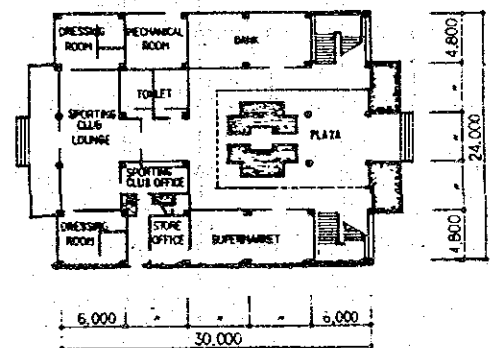 DRESSING
ROOM
MECHANICAL
ROOM
BANK
TOILET
SPORTING
CLUB
LOUNGE
PLAZA
SPORTING
CLUB OFFICE
DRESSING
ROOM
STORE
OFFICE
SUPERMARKET
4,800
"
"
"
4,800
24,000
6,000
"
"
"
6,000
30,000